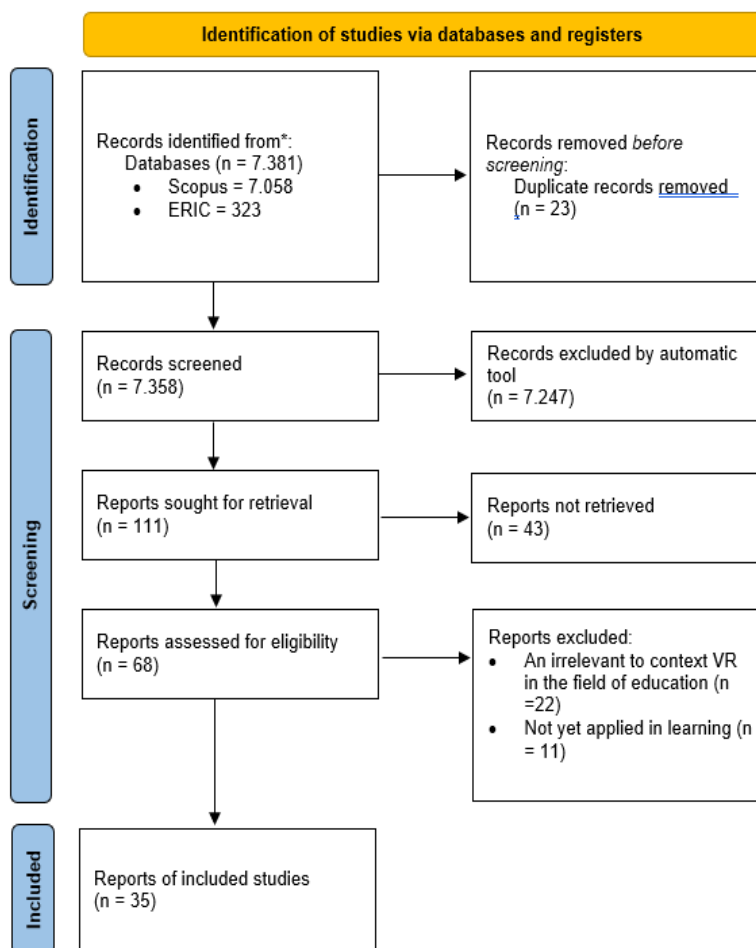 Identification of studies via databases and registers
Identification
Records identified from*:
Databases (n = 7.381)
• Scopus = 7.058
• ERIC = 323
Records removed before
screening:
Duplicate records removed
(n = 23)
Screening
Records screened
(n = 7.358)
Records excluded by automatic
tool
(n = 7.247)
Reports sought for retrieval
(n = 111)
Reports not retrieved
(n = 43)
Reports assessed for eligibility
(n = 68)
Reports excluded:
• An irrelevant to context VR
in the field of education (n
=22)
• Not yet applied in learning (n
= 11)
Included
Reports of included studies
(n = 35)